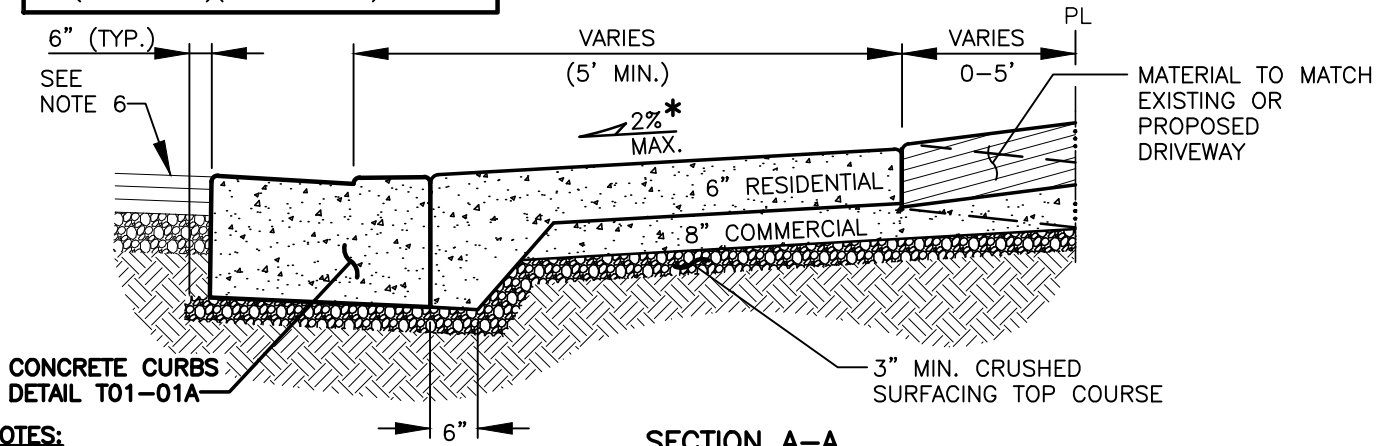 PL
6" (TYP.)
VARIES
(5' MIN.)
VARIES
0-5'
SEE
NOTE 6
2%*
MAX.
MATERIAL TO MATCH
EXISTING OR
PROPOSED
DRIVEWAY
6" RESIDENTIAL
8" COMMERCIAL
CONCRETE CURBS
DETAIL T01-01A
3" MIN. CRUSHED
SURFACING TOP COURSE
6"
OTES:
SECTION A-A